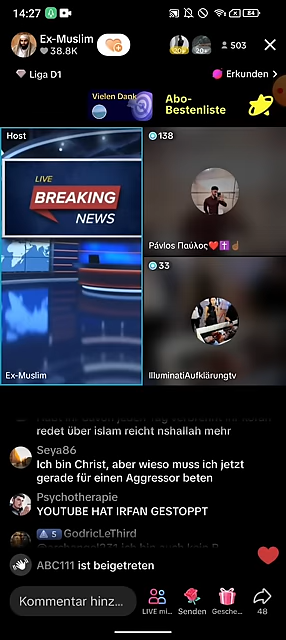 14:27
84
Ex-Muslim
38.8K
20+
503
Liga D1
Erkunden >
Vielen Dank
Abo-
Bestenliste
Host
138
LIVE
BREAKING
NEWS
Pávlos Παύλος❤️✝️☝🏽
33
Ex-Muslim
IlluminatiAufklärungtv
redet über islam reicht nshallah mehr
Seya86
Ich bin Christ, aber wieso muss ich jetzt
gerade für einen Aggressor beten
Psychotherapie
YOUTUBE HAT IRFAN GESTOPPT
5 GodricLeThird
ABC111 ist beigetreten
Kommentar hinz...
LIVE mi...
Senden
Gesche...
48